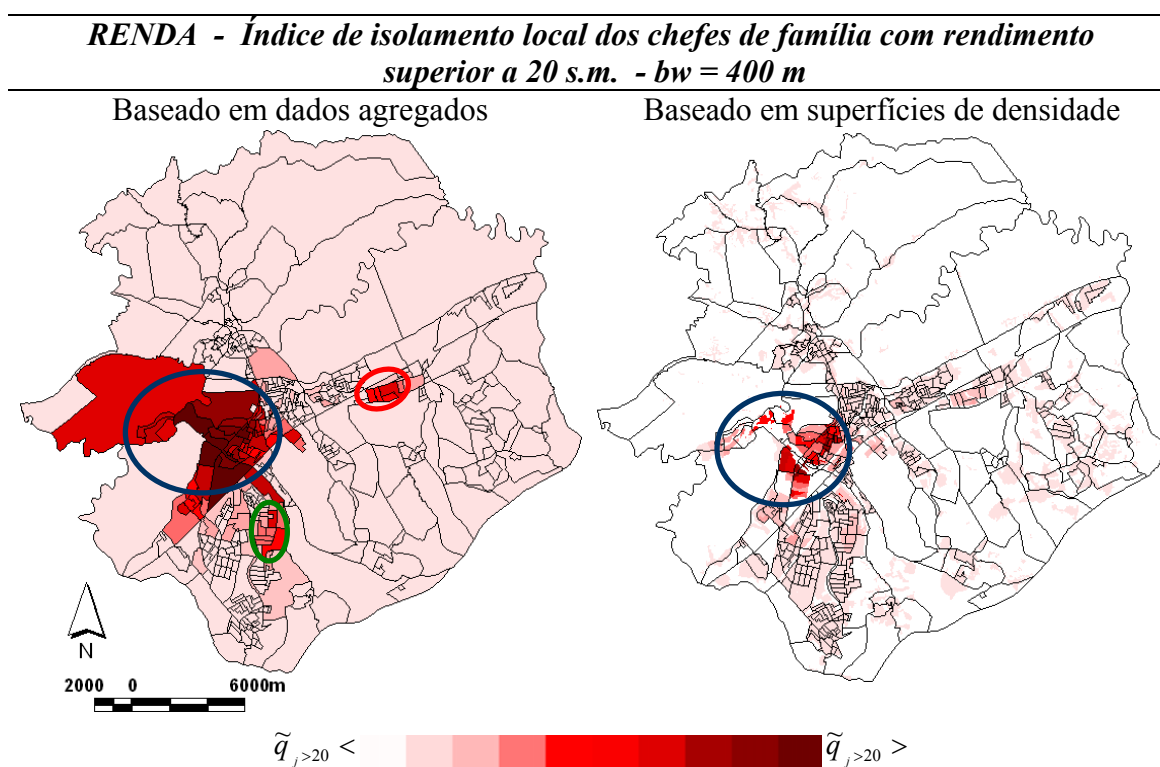 RENDA - Índice de isolamento local dos chefes de família com rendimento
superior a 20 s.m. - bw = 400 m
Baseado em dados agregados
Baseado em superfícies de densidade
N
2000 0 6000m
q̃ j>20 <
q̃ j>20 >